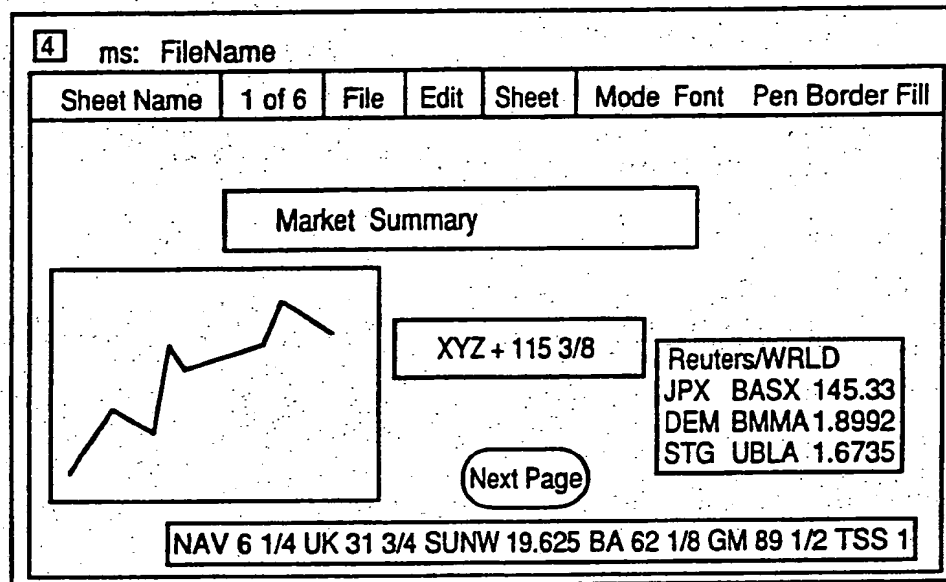 4 ms: FileName
Sheet Name 1 of 6 File Edit Sheet Mode Font Pen Border Fill
Market Summary
XYZ + 115 3/8
Reuters/WRLD
JPX BASX 145.33
DEM BMMA 1.8992
STG UBLA 1.6735
Next Page
NAV 6 1/4 UK 31 3/4 SUNW 19.625 BA 62 1/8 GM 89 1/2 TSS 1